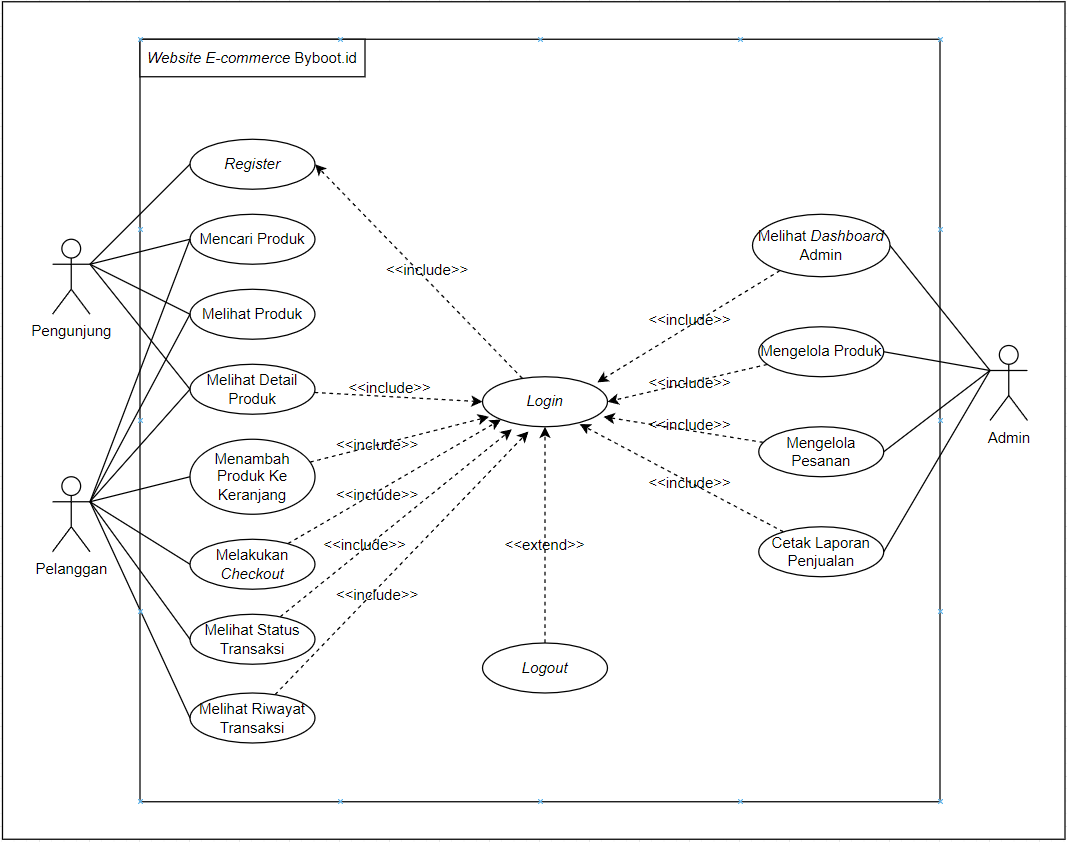 Website E-commerce Byboot.id
Register
Mencari Produk
Melihat Produk
Melihat Detail
Produk
Menambah
Produk Ke
Keranjang
Melakukan
Checkout
Melihat Status
Transaksi
Melihat Riwayat
Transaksi
Pengunjung
Pelanggan
<<include>>
<<include>>
<<include>>
<<include>>
<<include>>
<<include>>
Login
<<extend>>
Logout
<<include>>
<<include>>
<<include>>
<<include>>
Melihat Dashboard
Admin
Mengelola Produk
Mengelola
Pesanan
Cetak Laporan
Penjualan
Admin